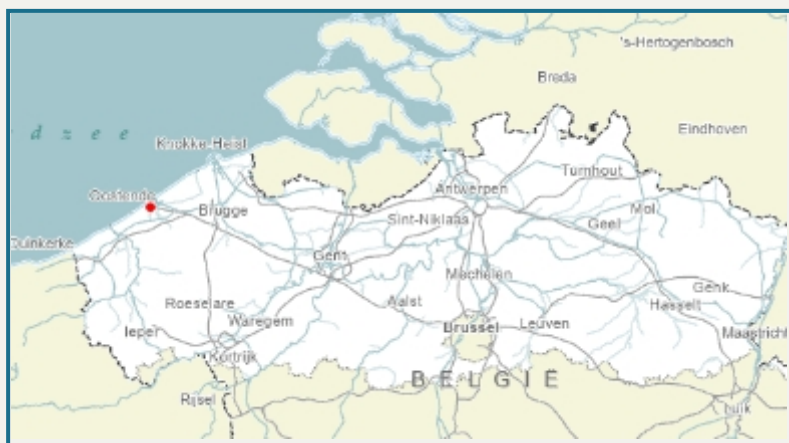 's-Hertogenbosch
Breda
Eindhoven
d z e e
Knokke-Heist
Turnhout
Oostende
Antwerpen
Brugge
Sint-Niklaas
Mol
Geel
Duinkerke
Gent
Mechelen
Genk
Roeselare
Aalst
Hasselt
Waregem
Ieper
Brussel
Leuven
Maastricht
Kortrijk
BELGIË
Rijsel
Luik